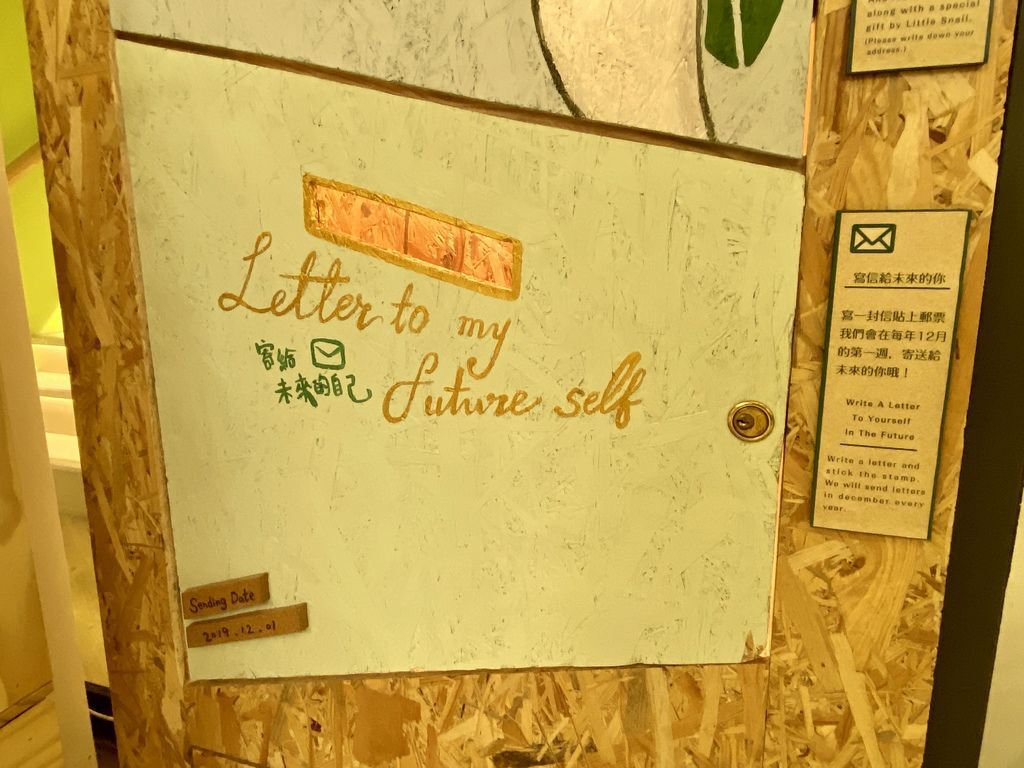 along with a special
gift by Little Snail.
(Please write down your
address.)
Letter to my
future self
寄給
未來的自己
寫信給未來的你
寫一封信貼上郵票
我們會在每年12月
的第一週，寄送給
未來的你哦！
Write A Letter
To Yourself
In The Future
Write a letter and
stick the stamp.
We will send letters
in december every
year.
Sending Date
2019.12.01